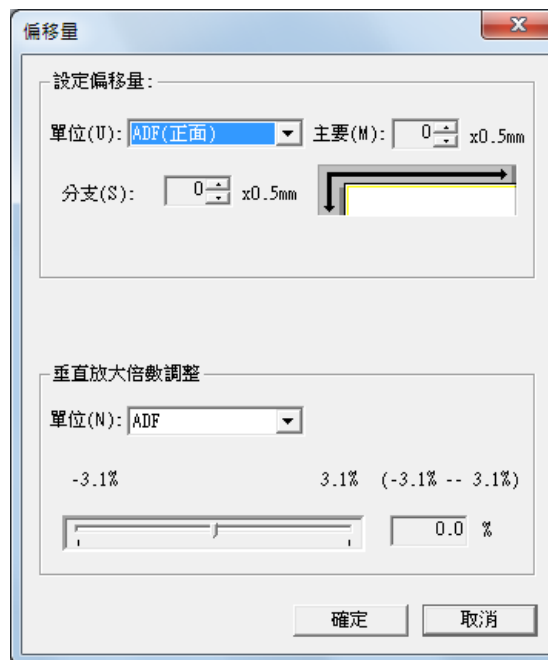 偏移量
設定偏移量:
單位(U): ADF(正面) 主要(M): 0 x0.5mm
分支(S): 0 x0.5mm
垂直放大倍數調整
單位(N): ADF
-3.1% 3.1% (-3.1% -- 3.1%)
0.0 %
確定 取消